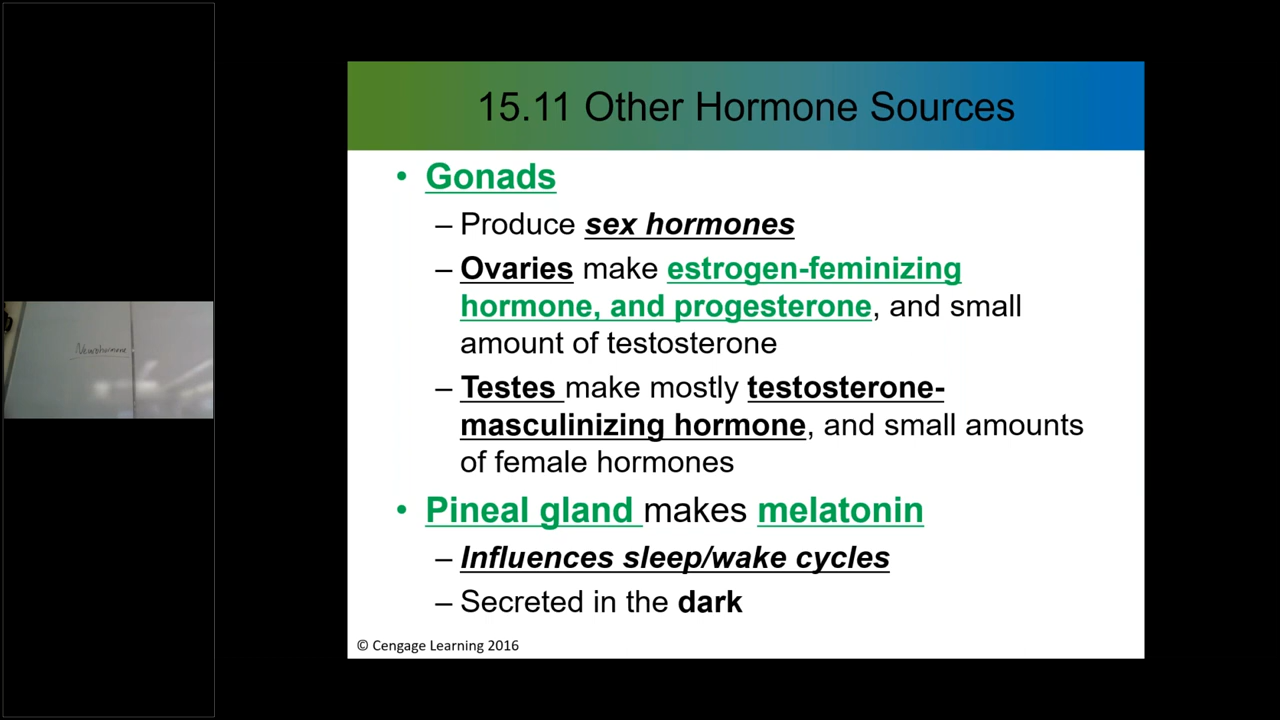 15.11 Other Hormone Sources
• Gonads
– Produce sex hormones
– Ovaries make estrogen-feminizing
hormone, and progesterone, and small
amount of testosterone
– Testes make mostly testosterone-
masculinizing hormone, and small amounts
of female hormones
• Pineal gland makes melatonin
– Influences sleep/wake cycles
– Secreted in the dark
© Cengage Learning 2016
Neurohormone